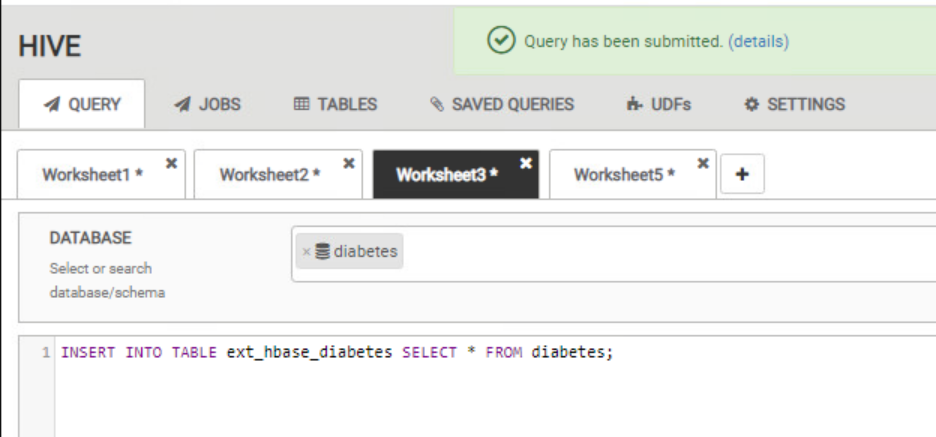 HIVE
Query has been submitted. (details)
QUERY JOBS TABLES SAVED QUERIES UDFs SETTINGS
Worksheet1 * Worksheet2 * Worksheet3 * Worksheet5 * +
DATABASE
× diabetes
Select or search
database/schema
1 INSERT INTO TABLE ext_hbase_diabetes SELECT * FROM diabetes;